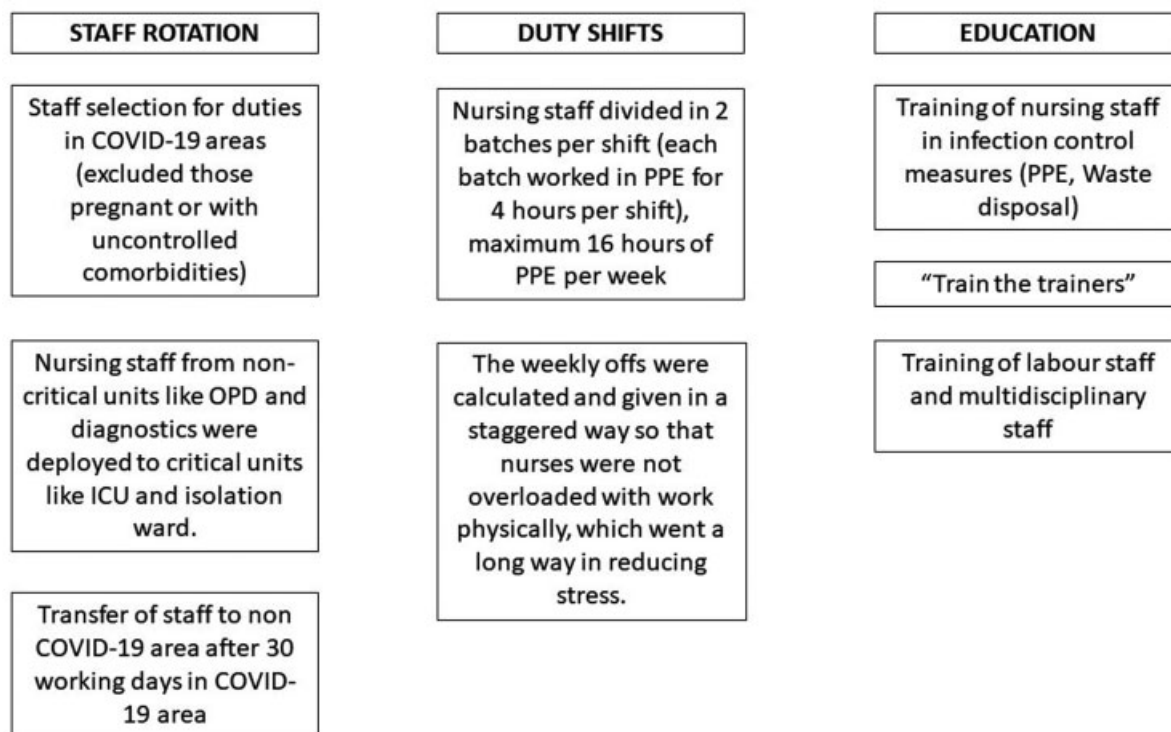 STAFF ROTATION
Staff selection for duties
in COVID-19 areas
(excluded those
pregnant or with
uncontrolled
comorbidities)
Nursing staff from non-
critical units like OPD and
diagnostics were
deployed to critical units
like ICU and isolation
ward.
Transfer of staff to non
COVID-19 area after 30
working days in COVID-
19 area
DUTY SHIFTS
Nursing staff divided in 2
batches per shift (each
batch worked in PPE for
4 hours per shift),
maximum 16 hours of
PPE per week
The weekly offs were
calculated and given in a
staggered way so that
nurses were not
overloaded with work
physically, which went a
long way in reducing
stress.
EDUCATION
Training of nursing staff
in infection control
measures (PPE, Waste
disposal)
“Train the trainers”
Training of labour staff
and multidisciplinary
staff